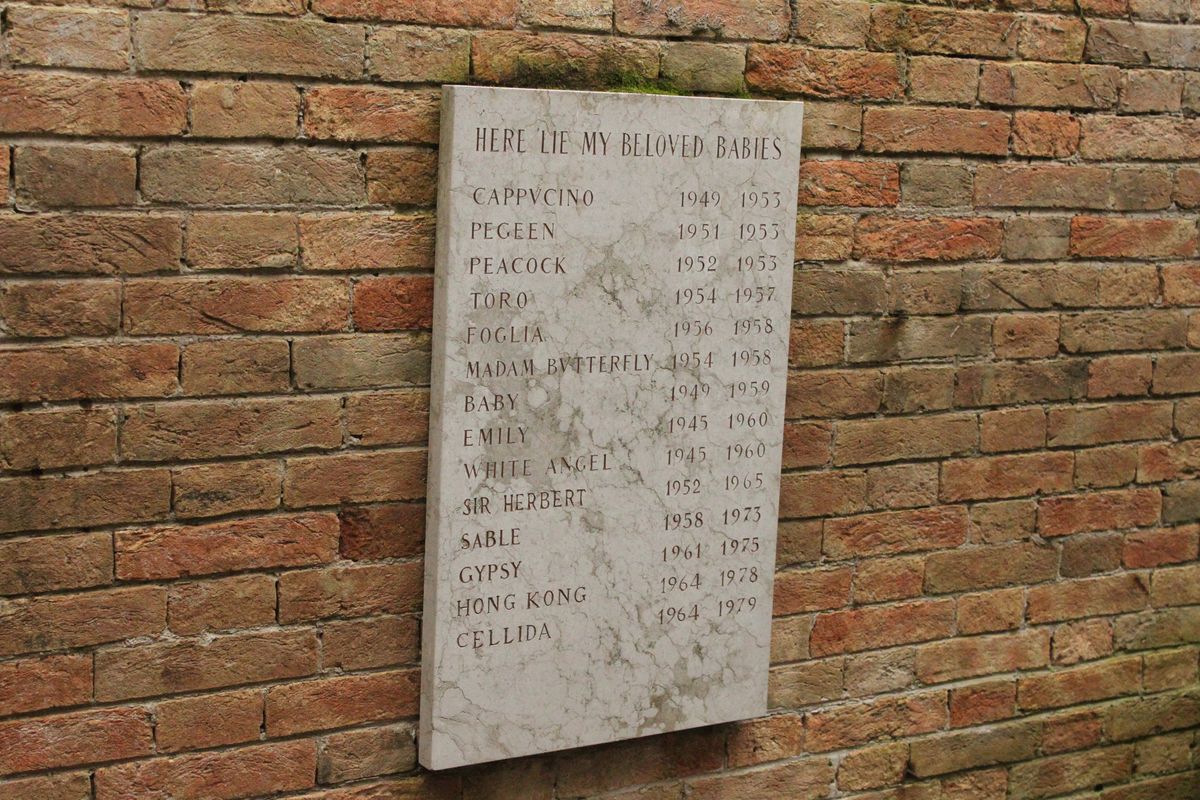 HERE LIE MY BELOVED BABIES
CAPPVCINO 1949 1953
PEGEEN 1951 1953
PEACOCK 1952 1953
TORO 1954 1957
FOGLIA 1956 1958
MADAM BVTTERFLY 1954 1958
BABY 1949 1959
EMILY 1945 1960
WHITE ANGEL 1945 1960
SIR HERBERT 1952 1965
SABLE 1958 1973
GYPSY 1961 1975
HONG KONG 1964 1978
CELLIDA 1964 1979